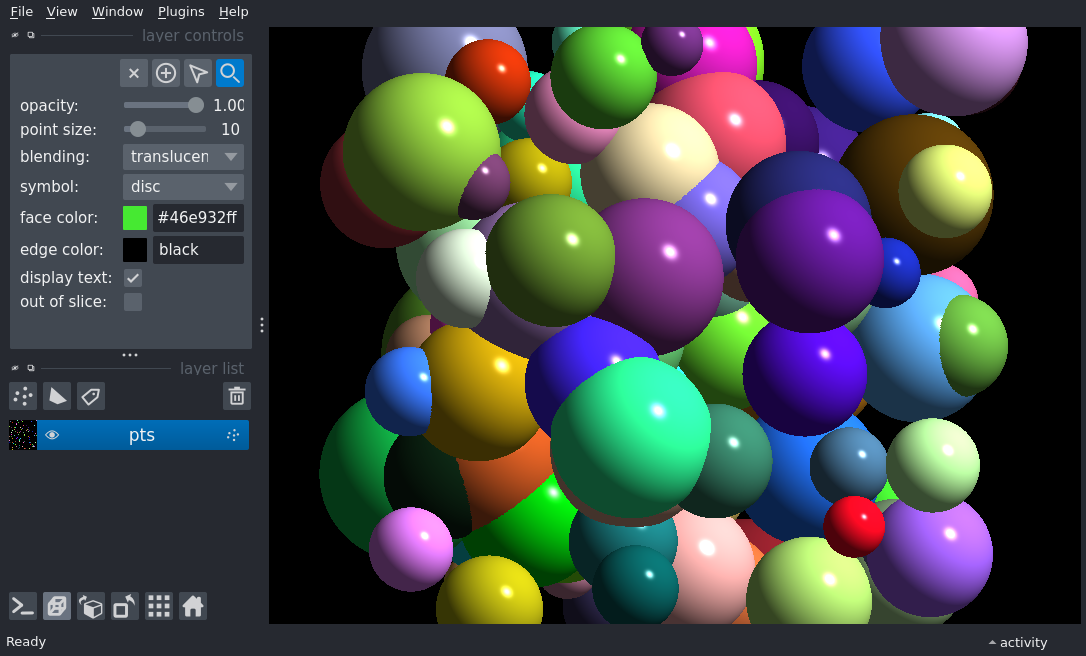 File View Window Plugins Help
layer controls
opacity: 1.00
point size: 10
blending: translucen
symbol: disc
face color: #46e932ff
edge color: black
display text:
out of slice:
layer list
pts
Ready
activity